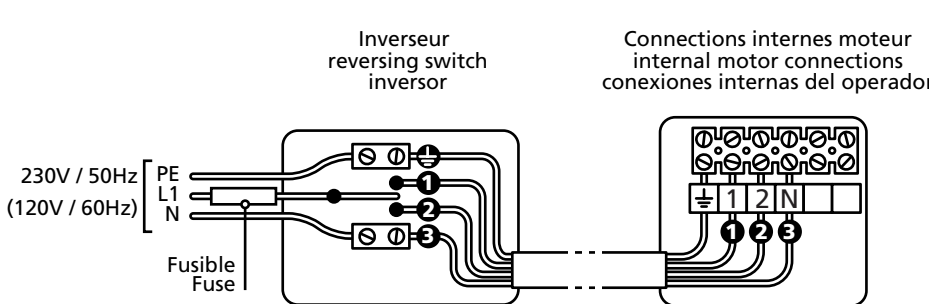 Inverseur
reversing switch
inversor
Connections internes moteur
internal motor connections
conexiones internas del operador
230V / 50Hz
(120V / 60Hz)
PE
L1
N
Fusible
Fuse
1
2
3
1 2 N
1 2 3